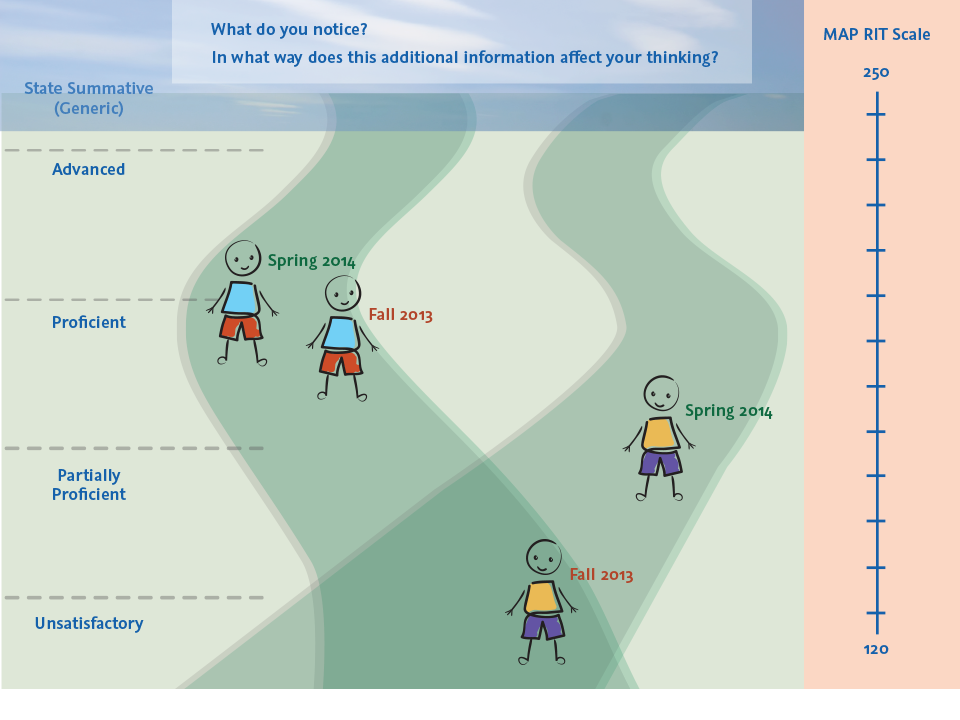 What do you notice?
In what way does this additional information affect your thinking?
MAP RIT Scale
250
State Summative
(Generic)
Advanced
Spring 2014
Fall 2013
Proficient
Spring 2014
Partially
Proficient
Fall 2013
Unsatisfactory
120